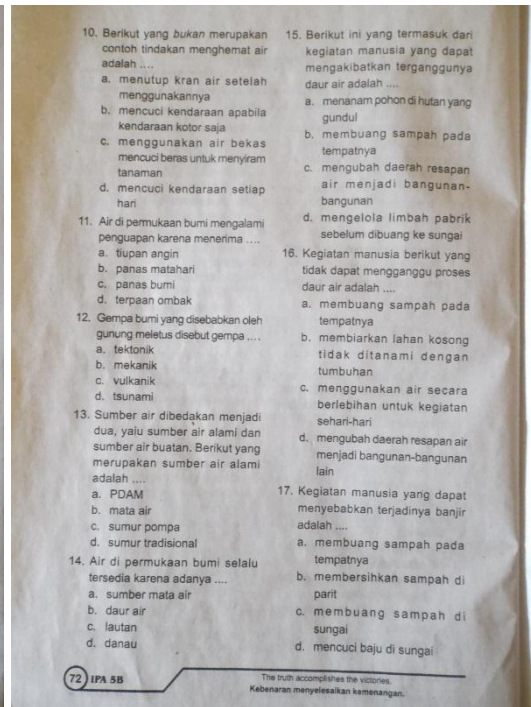 10. Berikut yang bukan merupakan
contoh tindakan menghemat air
adalah ....
a. menutup kran air setelah
menggunakannya
b. mencuci kendaraan apabila
kendaraan kotor saja
c. menggunakan air bekas
mencuci beras untuk menyiram
tanaman
d. mencuci kendaraan setiap
hari
11. Air di permukaan bumi mengalami
penguapan karena menerima ....
a. tiupan angin
b. panas matahari
c. panas bumi
d. terpaan ombak
12. Gempa bumi yang disebabkan oleh
gunung meletus disebut gempa ....
a. tektonik
b. mekanik
c. vulkanik
d. tsunami
13. Sumber air dibedakan menjadi
dua, yaiu sumber air alami dan
sumber air buatan. Berikut yang
merupakan sumber air alami
adalah ....
a. PDAM
b. mata air
c. sumur pompa
d. sumur tradisional
14. Air di permukaan bumi selalu
tersedia karena adanya ....
a. sumber mata air
b. daur air
c. lautan
d. danau
15. Berikut ini yang termasuk dari
kegiatan manusia yang dapat
mengakibatkan terganggunya
daur air adalah ....
a. menanam pohon di hutan yang
gundul
b. membuang sampah pada
tempatnya
c. mengubah daerah resapan
air menjadi bangunan-
bangunan
d. mengelola limbah pabrik
sebelum dibuang ke sungai
16. Kegiatan manusia berikut yang
tidak dapat mengganggu proses
daur air adalah ....
a. membuang sampah pada
tempatnya
b. membiarkan lahan kosong
tidak ditanami dengan
tumbuhan
c. menggunakan air secara
berlebihan untuk kegiatan
sehari-hari
d. mengubah daerah resapan air
menjadi bangunan-bangunan
lain
17. Kegiatan manusia yang dapat
menyebabkan terjadinya banjir
adalah ....
a. membuang sampah pada
tempatnya
b. membersihkan sampah di
parit
c. membuang sampah di
sungai
d. mencuci baju di sungai
72 IPA 5B
The truth accomplishes the victories.
Kebenaran menyelesaikan kemenangan.